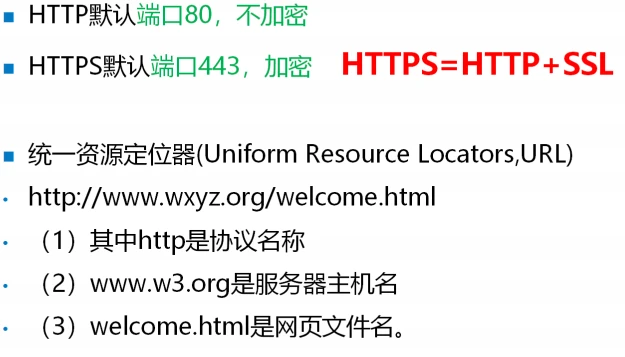 HTTP默认端口80，不加密
HTTPS默认端口443，加密 HTTPS=HTTP+SSL
统一资源定位器(Uniform Resource Locators,URL)
http://www.wxyz.org/welcome.html
（1）其中http是协议名称
（2）www.w3.org是服务器主机名
（3）welcome.html是网页文件名。